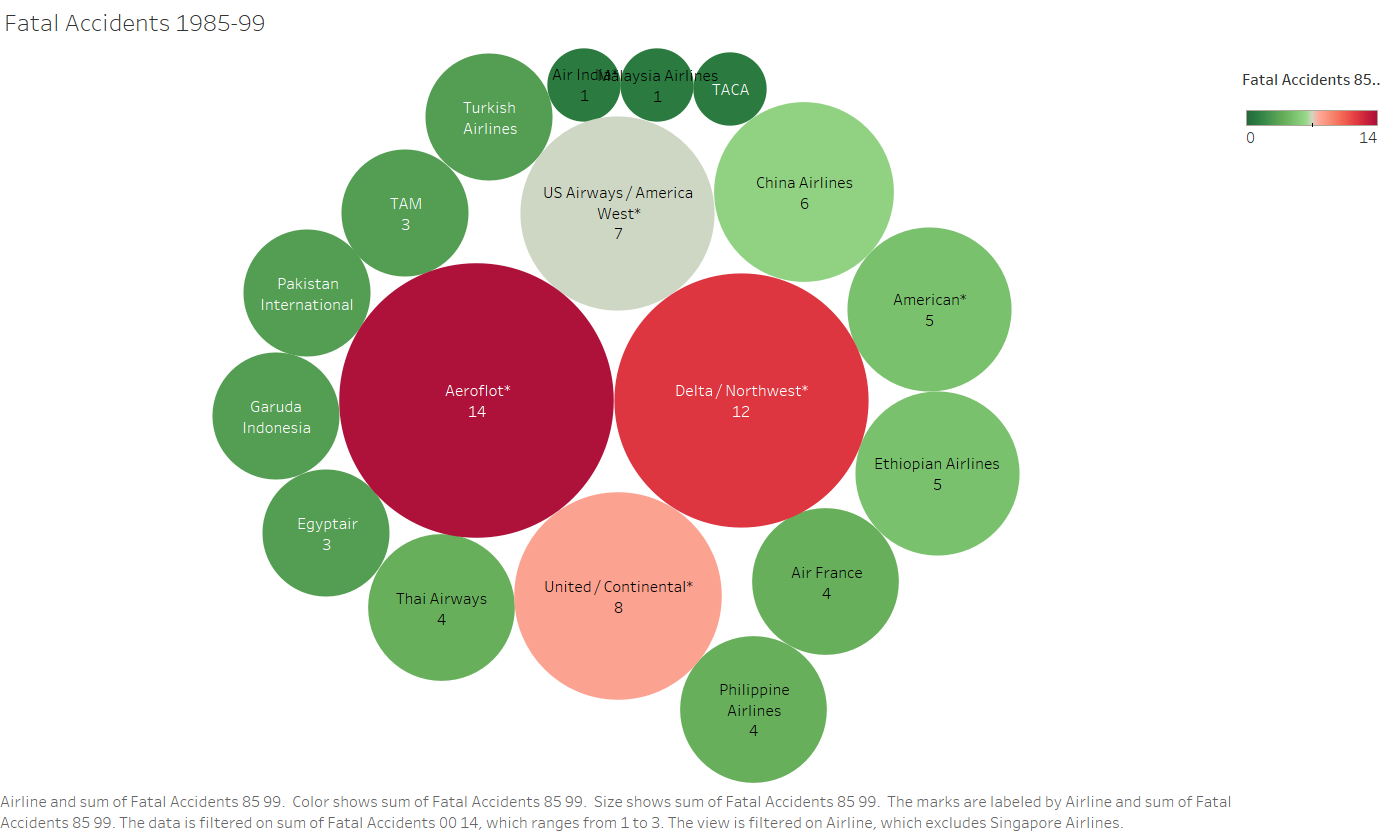 Fatal Accidents 1985-99
Fatal Accidents 85..
0 14
Air India*
1
Malaysia Airlines
1
TACA
Turkish
Airlines
US Airways / America
West*
7
China Airlines
6
TAM
3
Pakistan
International
American*
5
Aeroflot*
14
Delta / Northwest*
12
Garuda
Indonesia
Ethiopian Airlines
5
Egyptair
3
Thai Airways
4
United / Continental*
8
Air France
4
Philippine
Airlines
4
Airline and sum of Fatal Accidents 85 99.  Color shows sum of Fatal Accidents 85 99.  Size shows sum of Fatal Accidents 85 99.  The marks are labeled by Airline and sum of Fatal
Accidents 85 99. The data is filtered on sum of Fatal Accidents 00 14, which ranges from 1 to 3. The view is filtered on Airline, which excludes Singapore Airlines.